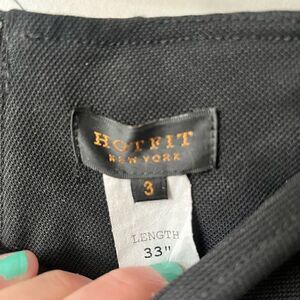 HOTFIT
NEW YORK
3
LENGTH
33"